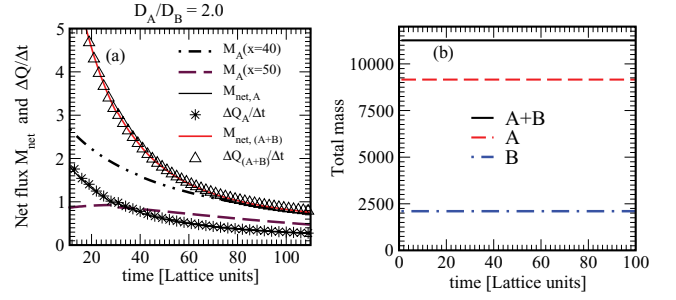 D_A/D_B = 2.0
(a)
M_A(x=40)
M_A(x=50)
M_net,A
ΔQ_A/Δt
M_net,(A+B)
ΔQ_(A+B)/Δt
Net flux M_net and ΔQ/Δt
5
4
3
2
1
0
20 40 60 80 100
time [Lattice units]
(b)
A+B
A
B
Total mass
10000
7500
5000
2500
0
0 20 40 60 80 100
time [Lattice units]